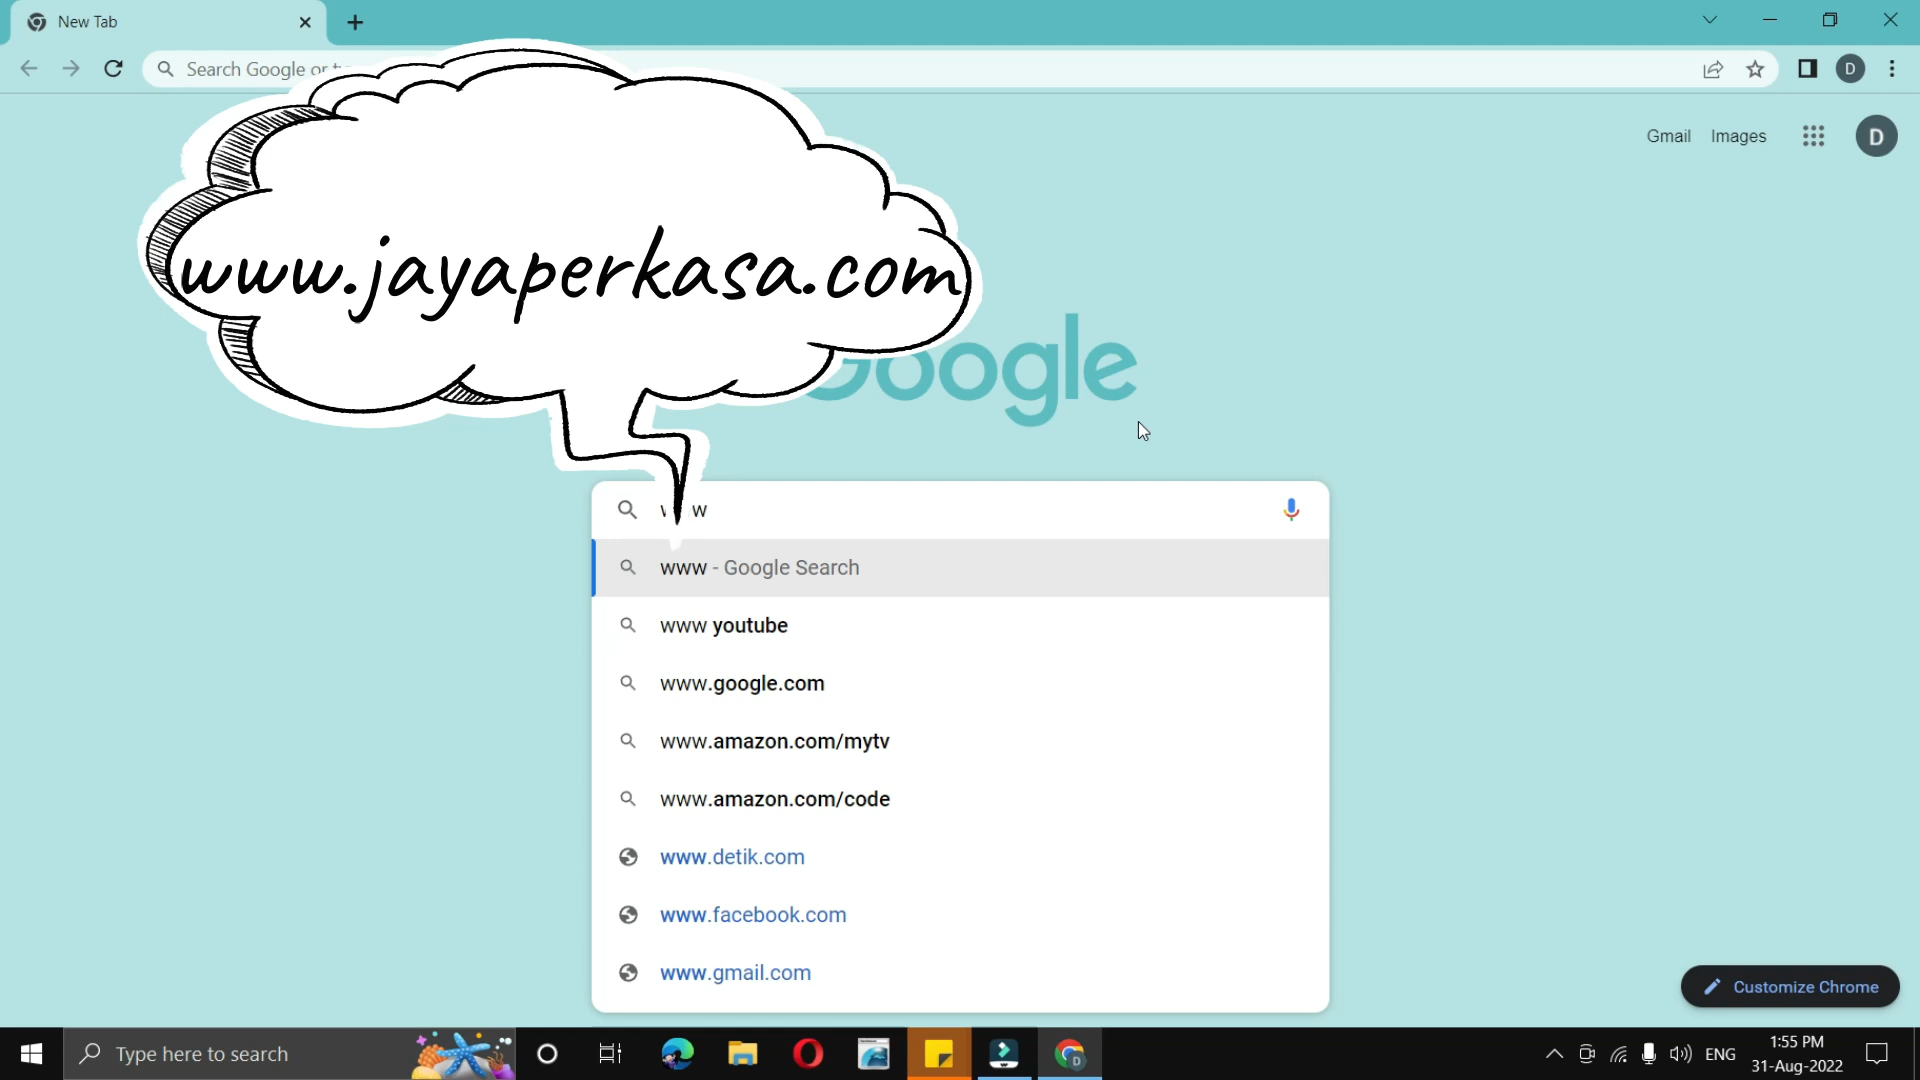 New Tab
Search Google or
Gmail Images
D
D
www.jayaperkasa.com
Google
www - Google Search
www youtube
www.google.com
www.amazon.com/mytv
www.amazon.com/code
www.detik.com
www.facebook.com
www.gmail.com
Customize Chrome
Type here to search
D
ENG
1:55 PM
31-Aug-2022